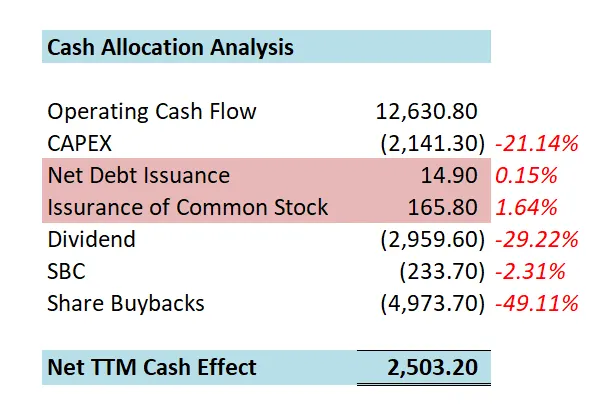 Cash Allocation Analysis
Operating Cash Flow 12,630.80
CAPEX (2,141.30) -21.14%
Net Debt Issuance 14.90 0.15%
Issurance of Common Stock 165.80 1.64%
Dividend (2,959.60) -29.22%
SBC (233.70) -2.31%
Share Buybacks (4,973.70) -49.11%
Net TTM Cash Effect 2,503.20